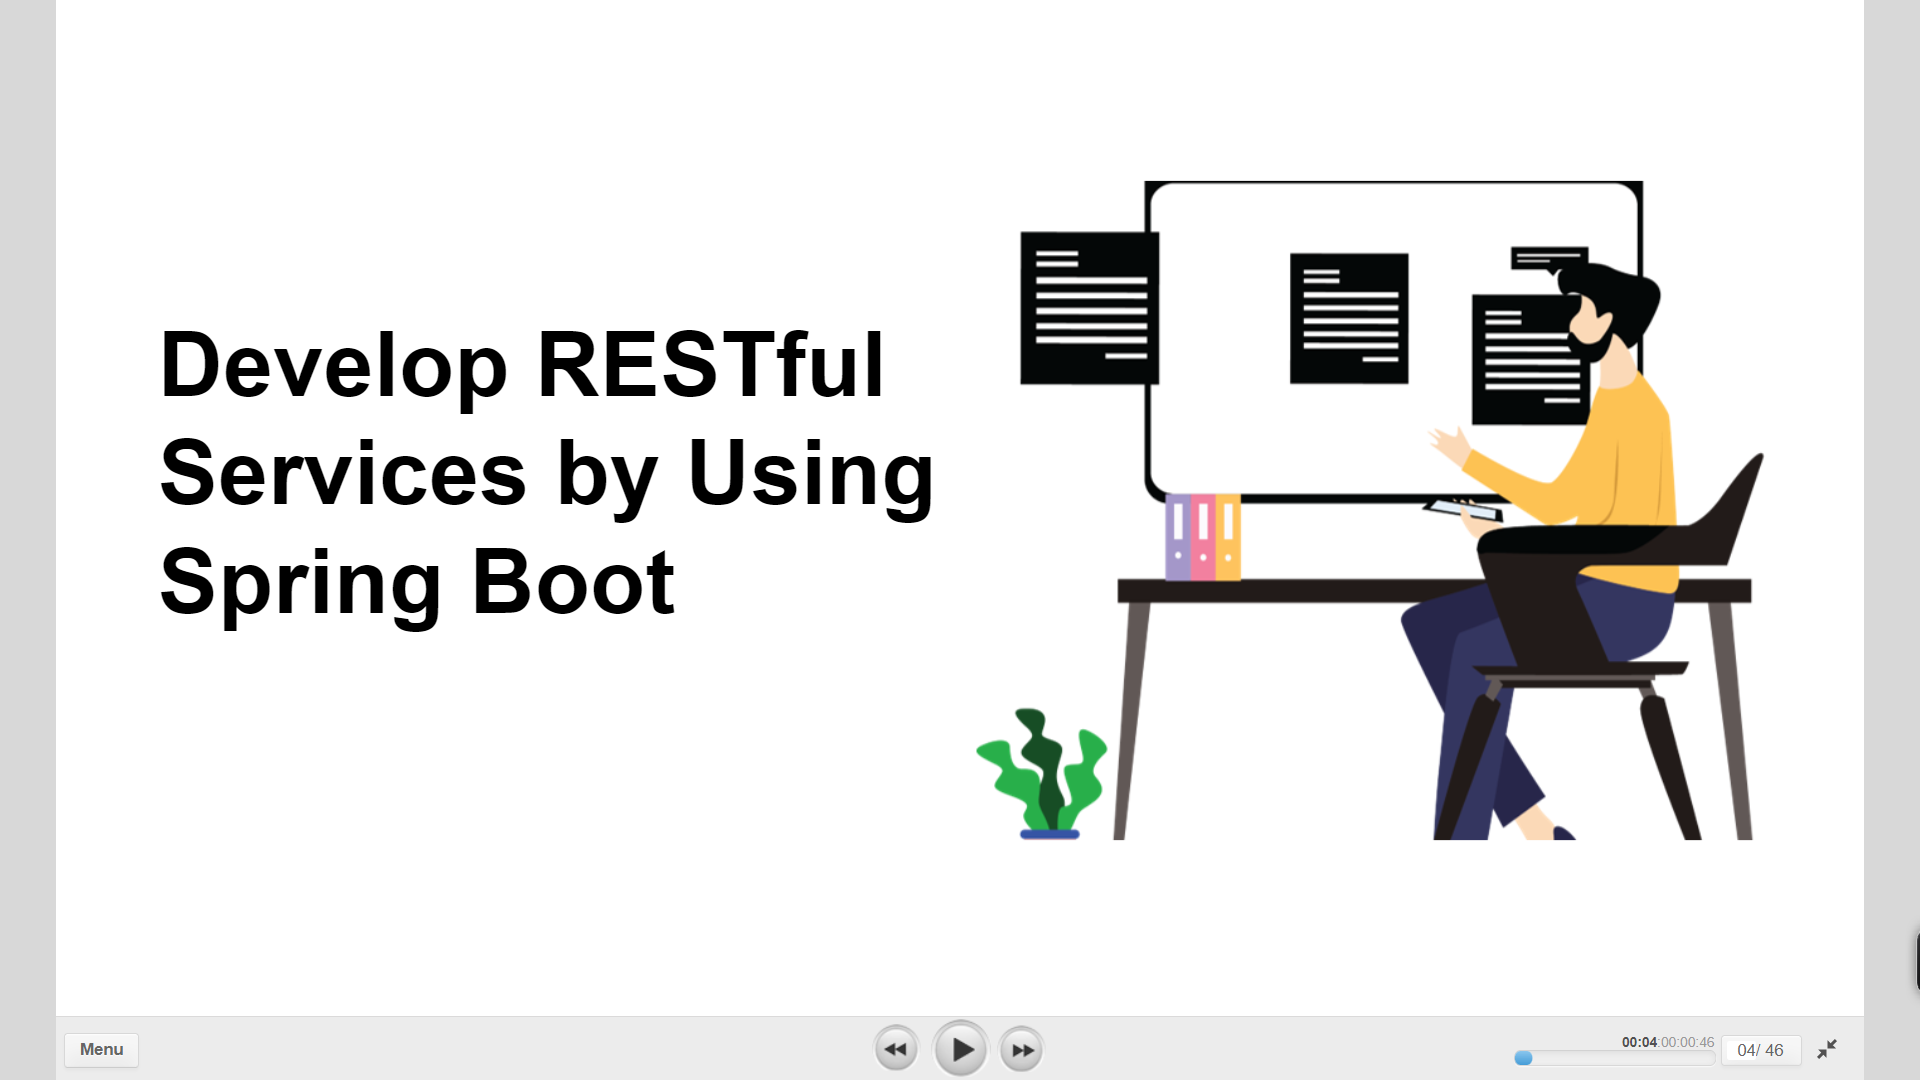 Develop RESTful
Services by Using
Spring Boot
Menu
00:04:00:00:46
04/ 46